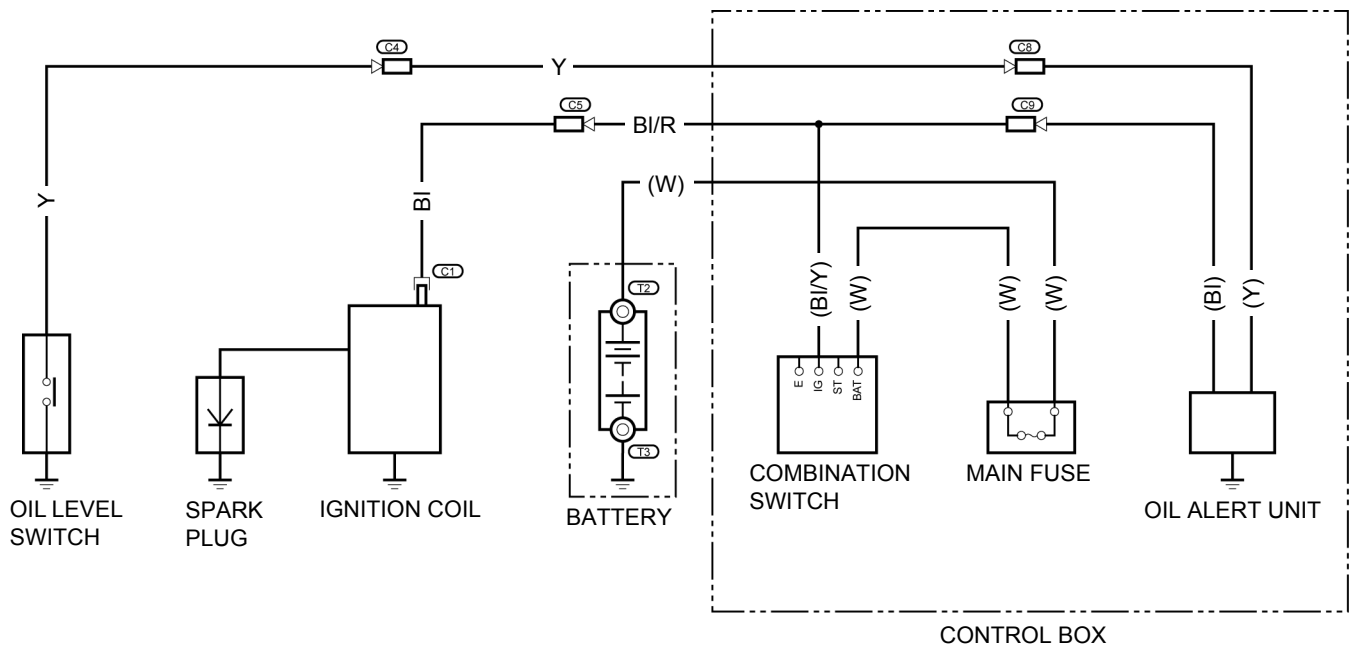 C4
C8
Y
C5
C9
Bl/R
(W)
Y
Bl
C1
T2
(Bl/Y)
(W)
(W)
(W)
(Bl)
(Y)
E
IG
ST
BAT
T3
OIL LEVEL
SWITCH
SPARK
PLUG
IGNITION COIL
BATTERY
COMBINATION
SWITCH
MAIN FUSE
OIL ALERT UNIT
CONTROL BOX